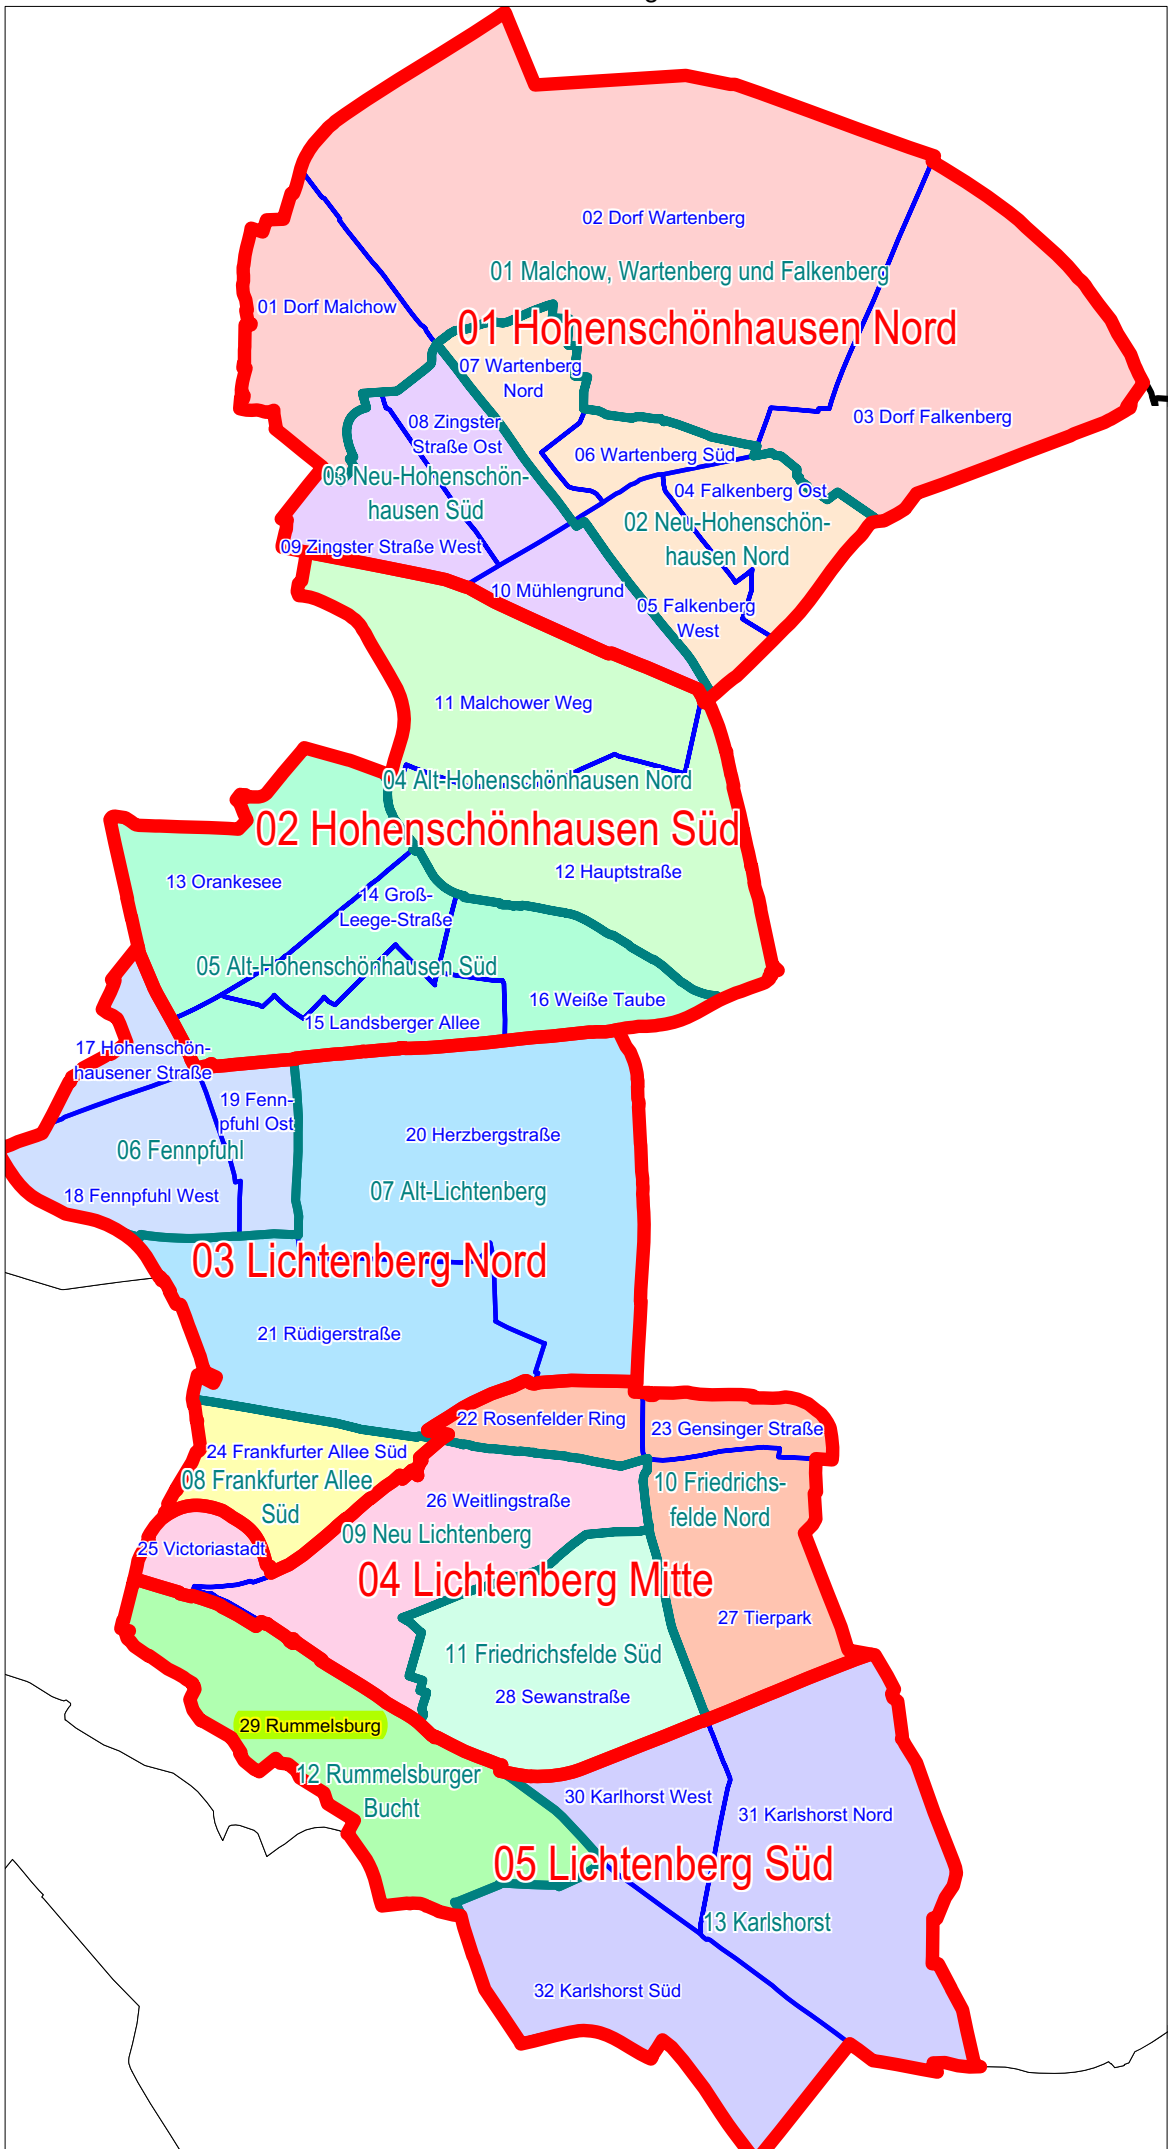 02 Dorf Wartenberg
01 Malchow, Wartenberg und Falkenberg
01 Dorf Malchow
01 Hohenschönhausen Nord
07 Wartenberg
Nord
03 Dorf Falkenberg
08 Zingster
Straße Ost
06 Wartenberg Süd
03 Neu-Hohenschön-
hausen Süd
04 Falkenberg Ost
02 Neu-Hohenschön-
hausen Nord
09 Zingster Straße West
10 Mühlengrund
05 Falkenberg
West
11 Malchower Weg
04 Alt-Hohenschönhausen Nord
02 Hohenschönhausen Süd
12 Hauptstraße
13 Orankesee
14 Groß-
Leege-Straße
05 Alt-Hohenschönhausen Süd
16 Weiße Taube
15 Landsberger Allee
17 Hohenschön-
hausener Straße
19 Fenn-
pfuhl Ost
20 Herzbergstraße
06 Fennpfuhl
18 Fennpfuhl West
07 Alt-Lichtenberg
03 Lichtenberg Nord
21 Rüdigerstraße
22 Rosenfelder Ring
23 Gensinger Straße
24 Frankfurter Allee Süd
08 Frankfurter Allee
Süd
10 Friedrichs-
felde Nord
26 Weitlingstraße
09 Neu Lichtenberg
25 Victoriastadt
04 Lichtenberg Mitte
27 Tierpark
11 Friedrichsfelde Süd
28 Sewanstraße
29 Rummelsburg
12 Rummelsburger
Bucht
30 Karlhorst West
31 Karlshorst Nord
05 Lichtenberg Süd
13 Karlshorst
32 Karlshorst Süd